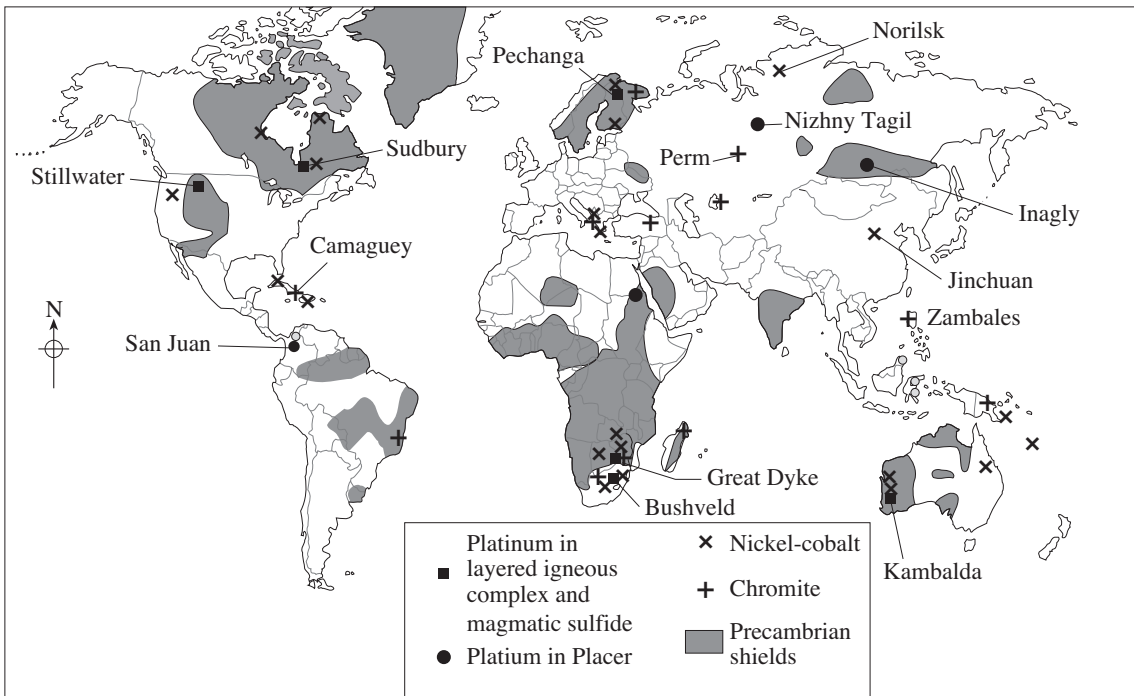 Norilsk
Pechanga
Nizhny Tagil
Sudbury
Perm
Stillwater
Inagly
Camaguey
Jinchuan
N
Zambales
San Juan
Great Dyke
Bushveld
Kambalda
Platinum in
layered igneous
complex and
magmatic sulfide
Platium in Placer
Nickel-cobalt
Chromite
Precambrian
shields